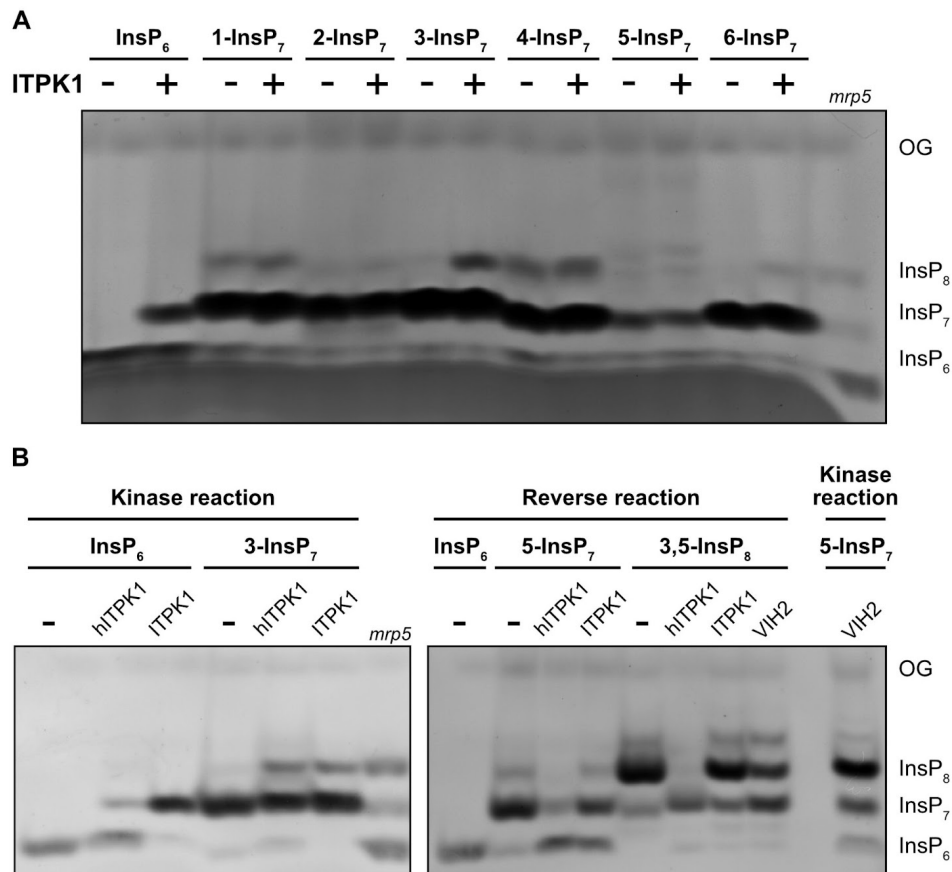 A
InsP6 1-InsP7 2-InsP7 3-InsP7 4-InsP7 5-InsP7 6-InsP7
ITPK1 - + - + - + - + - + - + - +
mrp5
OG
InsP8
InsP7
InsP6
B
Kinase reaction Reverse reaction Kinase reaction
InsP6 3-InsP7 InsP6 5-InsP7 3,5-InsP8 5-InsP7
- hITPK1 ITPK1 - hITPK1 ITPK1 mrp5 - - hITPK1 ITPK1 - hITPK1 ITPK1 VIH2 VIH2
OG
InsP8
InsP7
InsP6